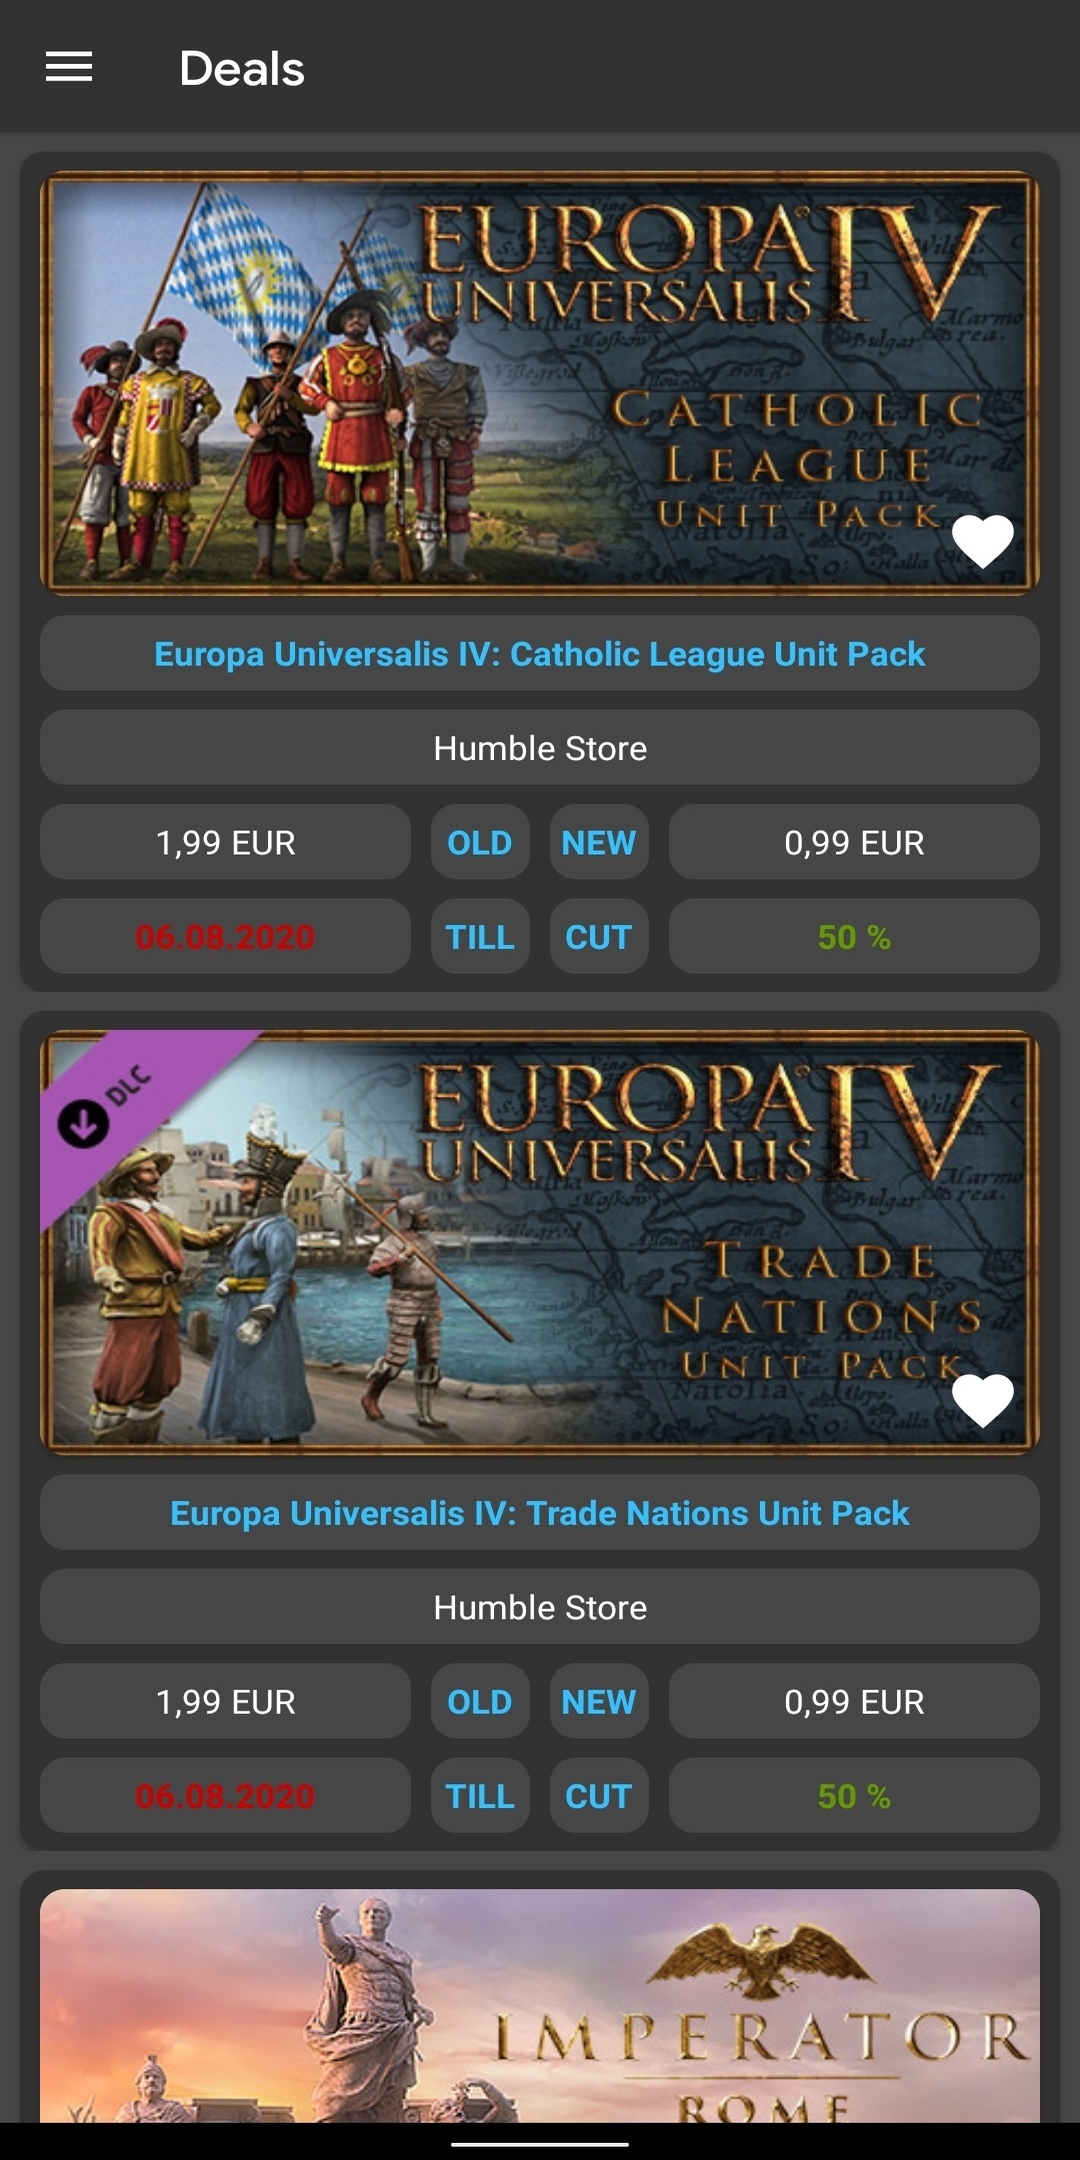 Deals
EUROPA IV
UNIVERSALIS
CATHOLIC
LEAGUE
UNIT PACK
Europa Universalis IV: Catholic League Unit Pack
Humble Store
1,99 EUR OLD NEW 0,99 EUR
06.08.2020 TILL CUT 50 %
DLC
EUROPA IV
UNIVERSALIS
TRADE
NATIONS
UNIT PACK
Europa Universalis IV: Trade Nations Unit Pack
Humble Store
1,99 EUR OLD NEW 0,99 EUR
06.08.2020 TILL CUT 50 %
IMPERATOR
ROME